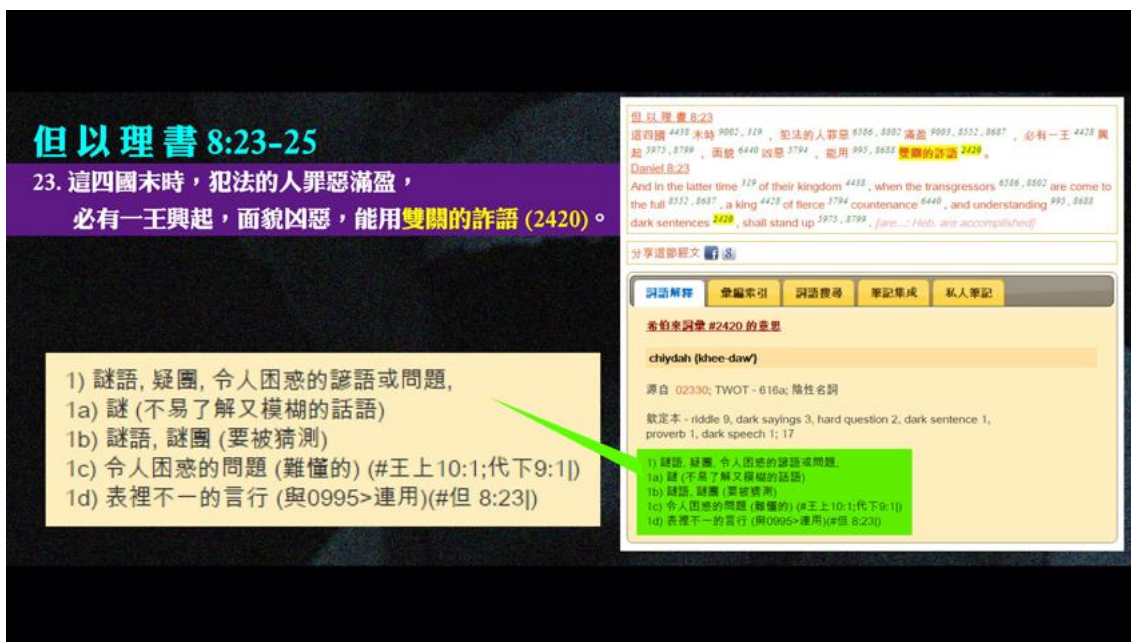 但以理書 8:23-25
23. 這四國末時，犯法的人罪惡滿盈，
必有一王興起，面貌凶惡，能用雙關的詐語 (2420)。
1) 謎語, 疑團, 令人困惑的諺語或問題,
1a) 謎 (不易了解又模糊的話語)
1b) 謎語, 謎團 (要被猜測)
1c) 令人困惑的問題 (難懂的) (#王上10:1;代下9:1|)
1d) 表裡不一的言行 (與0995>連用)(#但 8:23|)
但 以 理 書 8:23
這四國 4438 末時 9002, 319 ， 犯法的人罪惡 6586, 8802 滿盈 9003, 8552, 8687 ， 必有一王 4428 興
起 5975, 8799 ， 面貌 6440 凶惡 5794 ， 能用 995, 8688 雙關的詐語 2420 。
Daniel 8:23
And in the latter time 319 of their kingdom 4438 , when the transgressors 6586, 8802 are come to
the full 8552, 8687 , a king 4428 of fierce 5794 countenance 6440 , and understanding 995, 8688
dark sentences 2420 , shall stand up 5975, 8799 . [are...: Heb. are accomplished]
分享這節經文 f 8
詞語解釋 彙編索引 詞語搜尋 筆記集成 私人筆記
希伯來詞彙 #2420 的意思
chiydah {khee-daw'}
源自 02330; TWOT - 616a; 陰性名詞
欽定本 - riddle 9, dark sayings 3, hard question 2, dark sentence 1,
proverb 1, dark speech 1; 17
1) 謎語, 疑團, 令人困惑的諺語或問題,
1a) 謎 (不易了解又模糊的話語)
1b) 謎語, 謎團 (要被猜測)
1c) 令人困惑的問題 (難懂的) (#王上10:1;代下9:1|)
1d) 表裡不一的言行 (與0995>連用)(#但 8:23|)